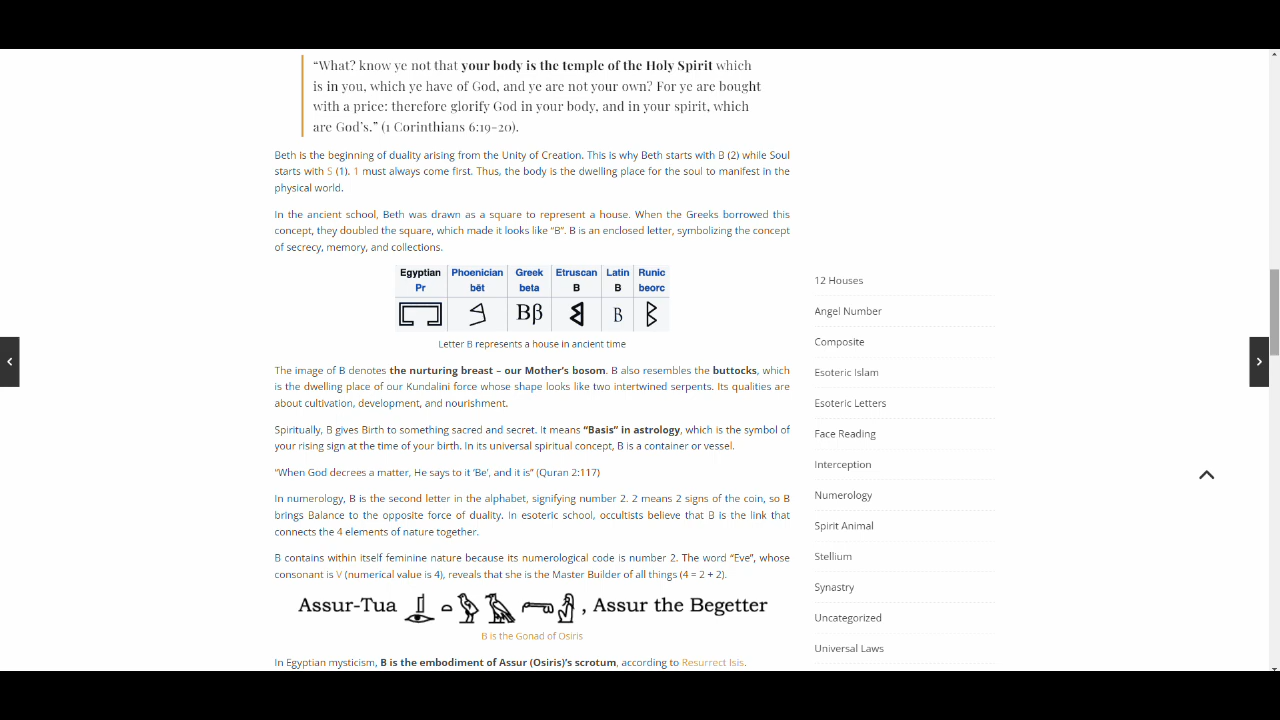 “What? know ye not that your body is the temple of the Holy Spirit which
is in you, which ye have of God, and ye are not your own? For ye are bought
with a price: therefore glorify God in your body, and in your spirit, which
are God’s.” (1 Corinthians 6:19-20).
Beth is the beginning of duality arising from the Unity of Creation. This is why Beth starts with B (2) while Soul
starts with S (1). 1 must always come first. Thus, the body is the dwelling place for the soul to manifest in the
physical world.
In the ancient school, Beth was drawn as a square to represent a house. When the Greeks borrowed this
concept, they doubled the square, which made it looks like “B”. B is an enclosed letter, symbolizing the concept
of secrecy, memory, and collections.
Egyptian Phoenician Greek Etruscan Latin Runic
Pr bēt beta B B beorc
Ββ B
Letter B represents a house in ancient time
The image of B denotes the nurturing breast – our Mother’s bosom. B also resembles the buttocks, which
is the dwelling place of our Kundalini force whose shape looks like two intertwined serpents. Its qualities are
about cultivation, development, and nourishment.
Spiritually, B gives Birth to something sacred and secret. It means “Basis” in astrology, which is the symbol of
your rising sign at the time of your birth. In its universal spiritual concept, B is a container or vessel.
“When God decrees a matter, He says to it ‘Be’, and it is” (Quran 2:117)
In numerology, B is the second letter in the alphabet, signifying number 2. 2 means 2 signs of the coin, so B
brings Balance to the opposite force of duality. In esoteric school, occultists believe that B is the link that
connects the 4 elements of nature together.
B contains within itself feminine nature because its numerological code is number 2. The word “Eve”, whose
consonant is V (numerical value is 4), reveals that she is the Master Builder of all things (4 = 2 + 2).
Assur-Tua , Assur the Begetter
B is the Gonad of Osiris
In Egyptian mysticism, B is the embodiment of Assur (Osiris)’s scrotum, according to Resurrect Isis.
12 Houses
Angel Number
Composite
Esoteric Islam
Esoteric Letters
Face Reading
Interception
Numerology
Spirit Animal
Stellium
Synastry
Uncategorized
Universal Laws